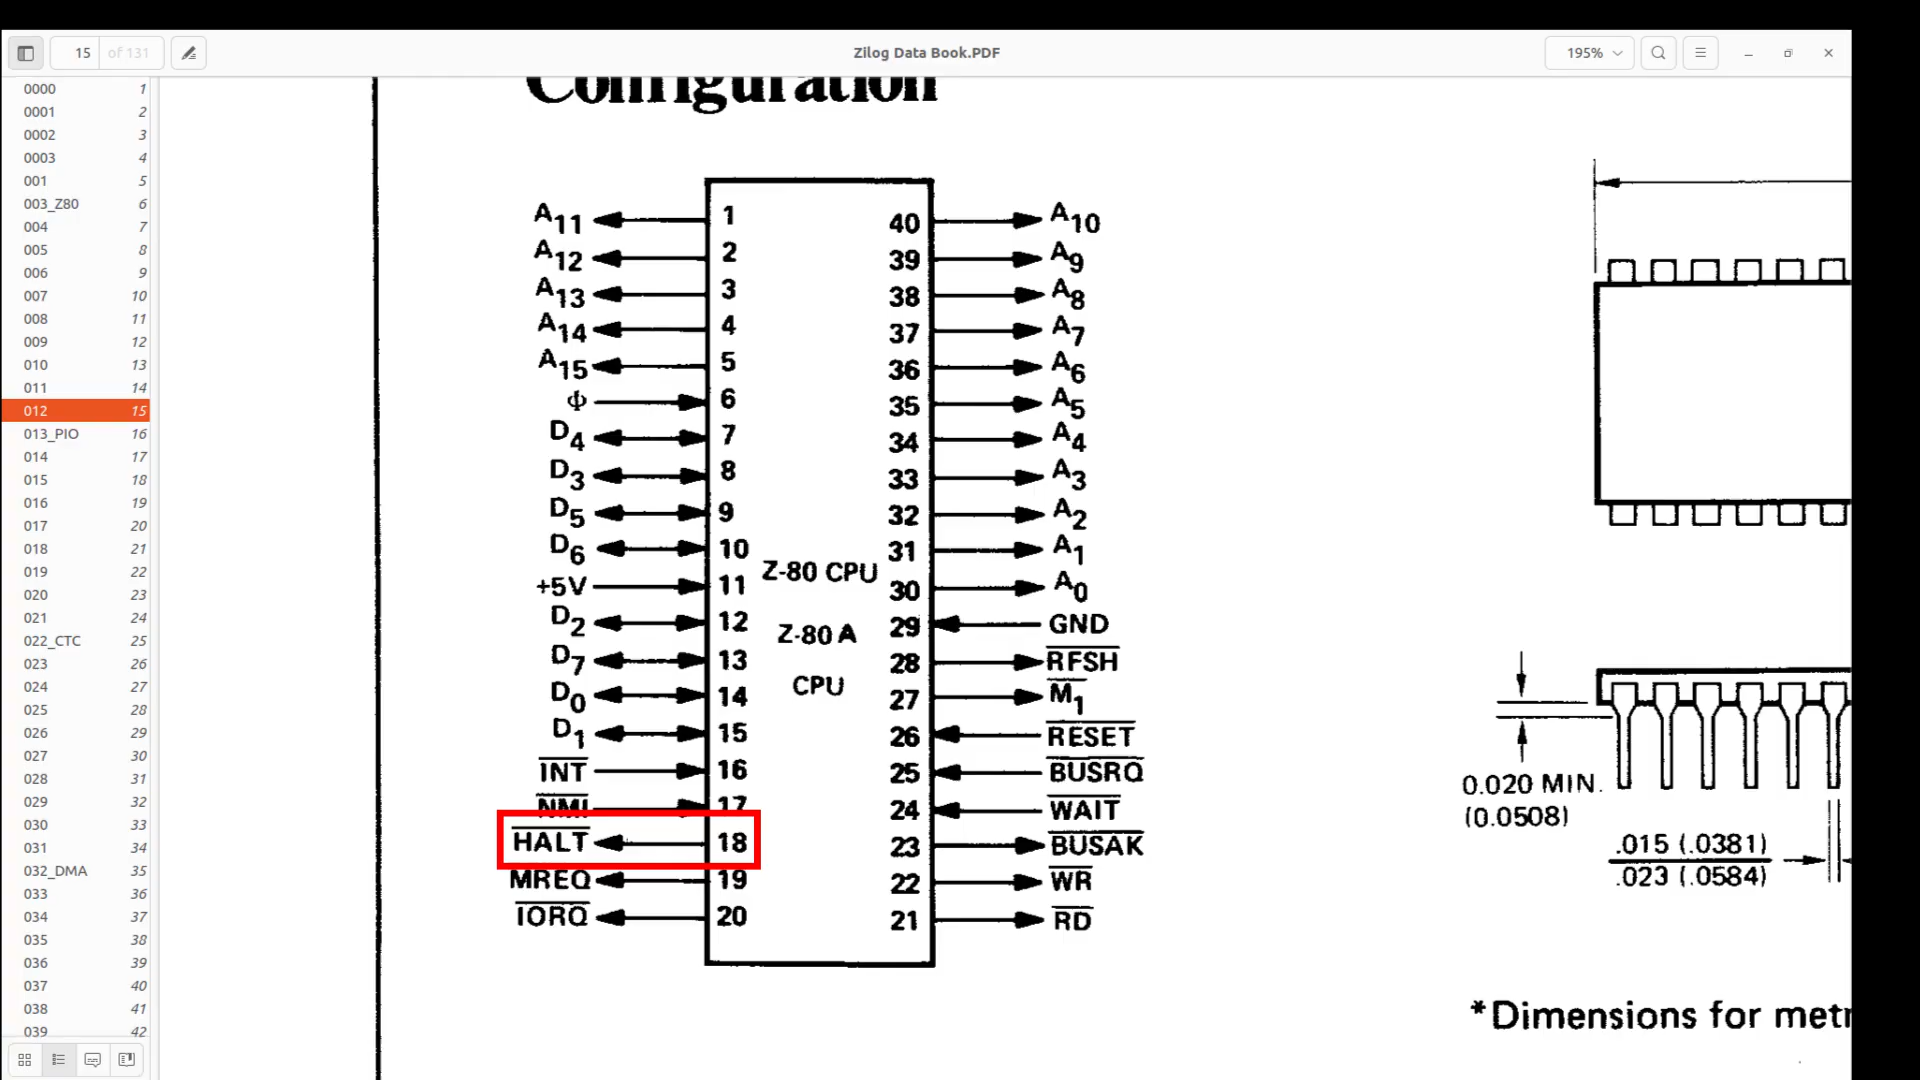 15 of 131
Zilog Data Book.PDF
195%
0000 1
0001 2
0002 3
0003 4
001 5
003_Z80 6
004 7
005 8
006 9
007 10
008 11
009 12
010 13
011 14
012 15
013_PIO 16
014 17
015 18
016 19
017 20
018 21
019 22
020 23
021 24
022_CTC 25
023 26
024 27
025 28
026 29
027 30
028 31
029 32
030 33
031 34
032_DMA 35
033 36
034 37
035 38
036 39
037 40
038 41
039 42
Configuration
A11 1 40 A10
A12 2 39 A9
A13 3 38 A8
A14 4 37 A7
A15 5 36 A6
Φ 6 35 A5
D4 7 34 A4
D3 8 33 A3
D5 9 32 A2
D6 10 31 A1
+5V 11 30 A0
D2 12 29 GND
D7 13 28 RFSH
D0 14 27 M1
D1 15 26 RESET
INT 16 25 BUSRQ
NMI 17 24 WAIT
HALT 18 23 BUSAK
MREQ 19 22 WR
IORQ 20 21 RD
Z-80 CPU
Z-80 A
CPU
0.020 MIN.
(0.0508)
.015 (.0381)
.023 (.0584)
*Dimensions for metr